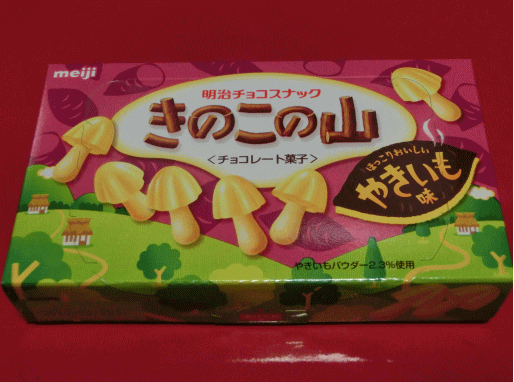 meiji
明治チョコスナック
きのこの山
<チョコレート菓子>
ほっこりおいしい
やきいも
味
やきいもパウダー2.3%使用